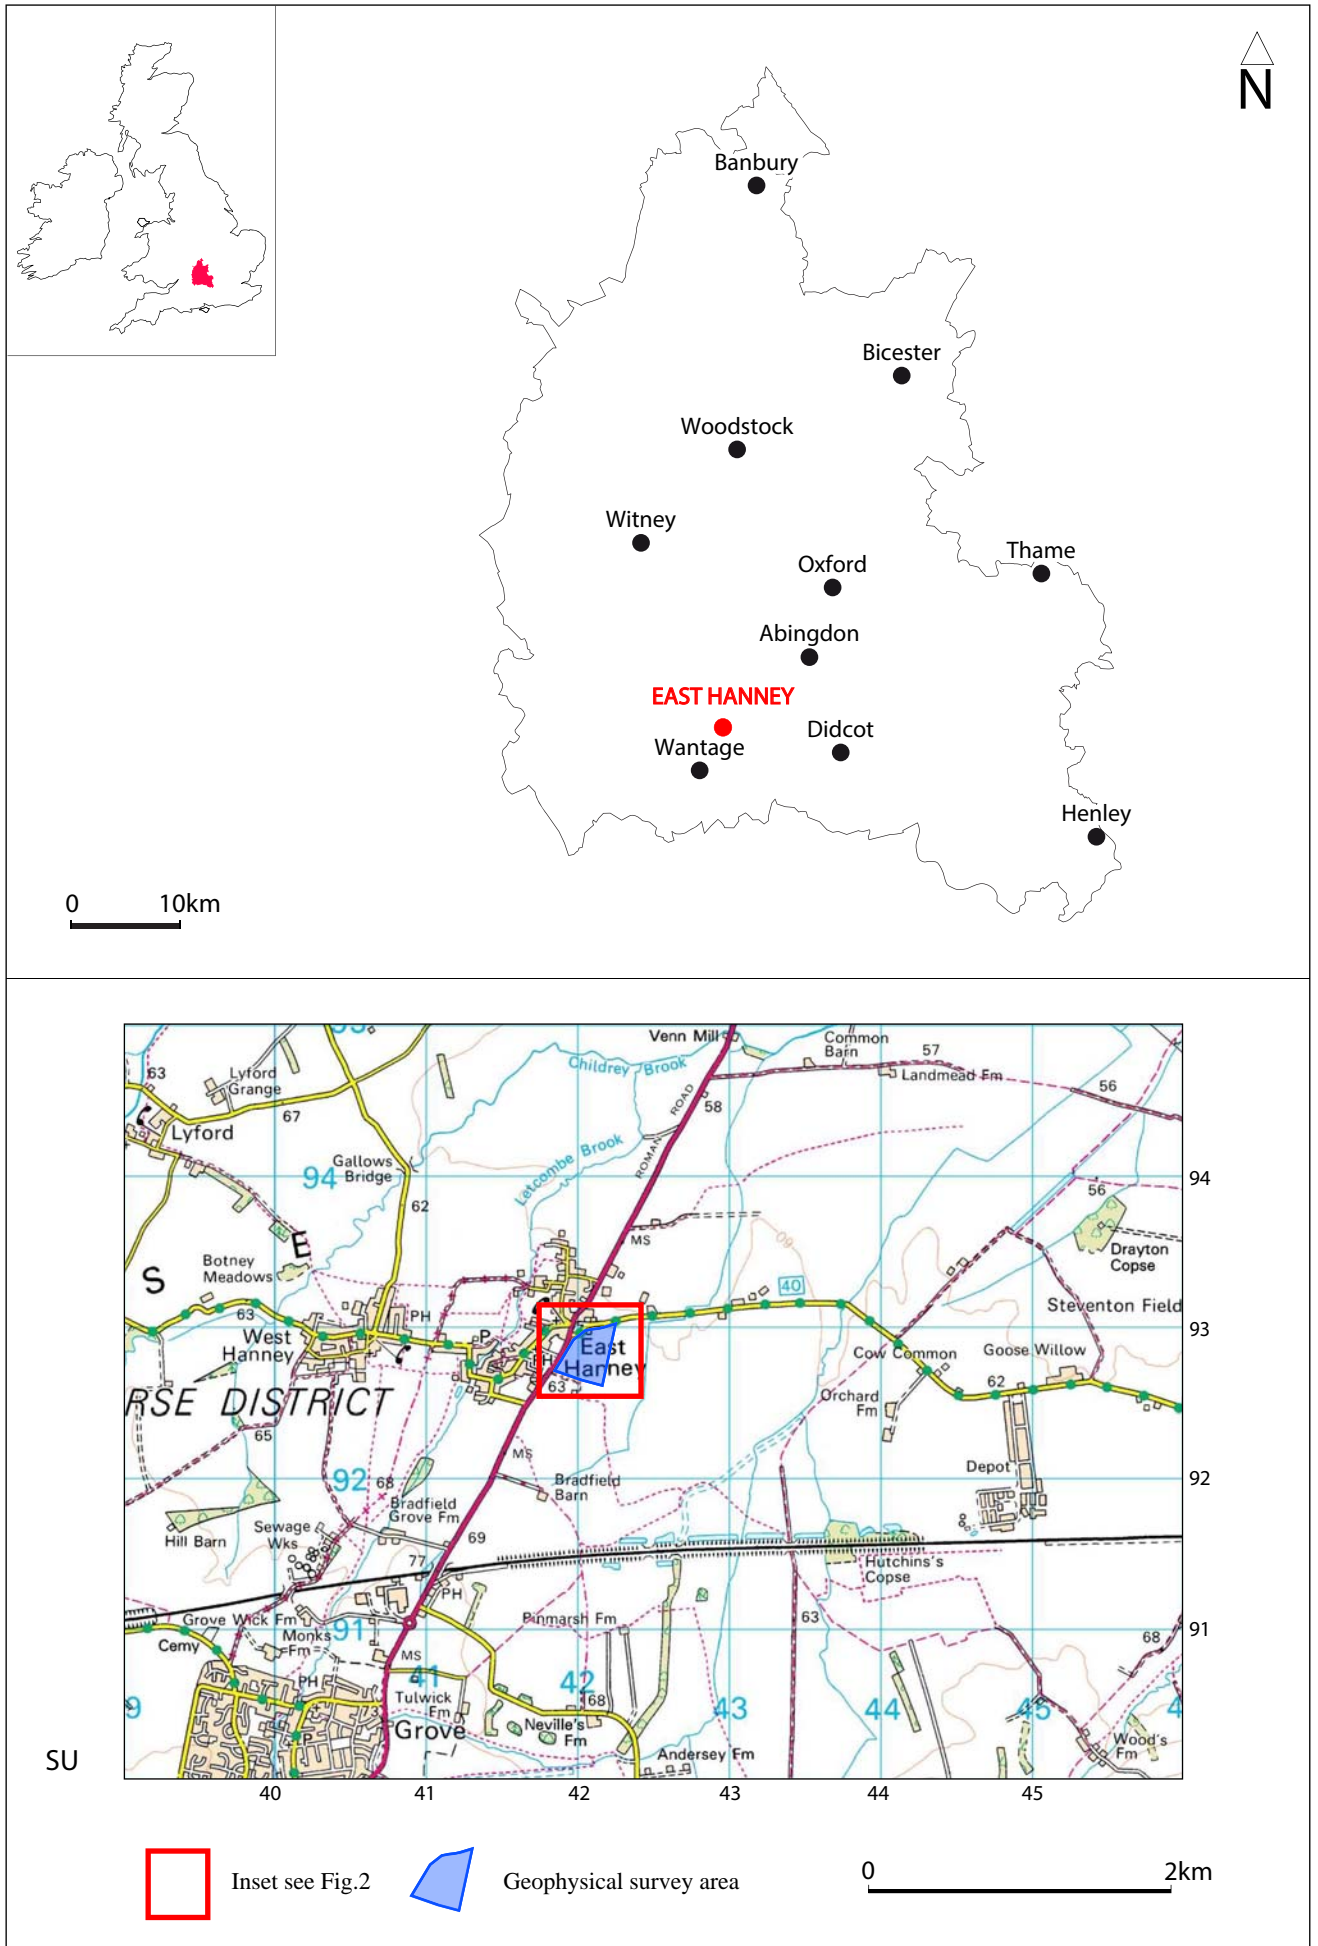 N
Banbury
Bicester
Woodstock
Witney
Oxford
Thame
Abingdon
EAST HANNEY
Wantage
Didcot
Henley
0 10km
Venn Mill
Common
Barn
57
Landmead Fm
56
63
Lyford
Grange
67
Lyford
Childrey Brook
ROMAN ROAD
58
Letcombe Brook
Gallows
Bridge
94
62
94
56
Drayton
Copse
MS
60
E
S
Botney
Meadows
63
PH
40
Steventon Field
93
West
Hanney
P
East
Hanney
PH
63
Cow Common
Goose Willow
62
Orchard
Fm
RSE DISTRICT
65
MS
Depot
92
68
92
Bradfield
Barn
Bradfield
Grove Fm
Hill Barn
Sewage
Wks
69
77
PH
Hutchins's
Copse
Grove Wick Fm
91
Pinmarsh Fm
63
91
Cemy
Monks
Fm
MS
68
PH
41
42
68
9
Tulwick
Fm
43
44
45
4
Grove
Neville's
Fm
Wood's
Fm
Andersey Fm
SU
40 41 42 43 44 45
Inset see Fig.2
Geophysical survey area
0 2km